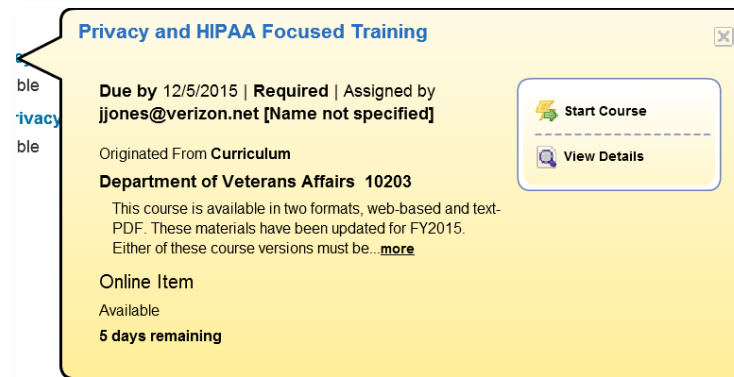 Privacy and HIPAA Focused Training
ble
Due by 12/5/2015 | Required | Assigned by
jjones@verizon.net [Name not specified]
rivacy
ble
Originated From Curriculum
Department of Veterans Affairs 10203
This course is available in two formats, web-based and text-
PDF. These materials have been updated for FY2015.
Either of these course versions must be...more
Online Item
Available
5 days remaining
Start Course
View Details